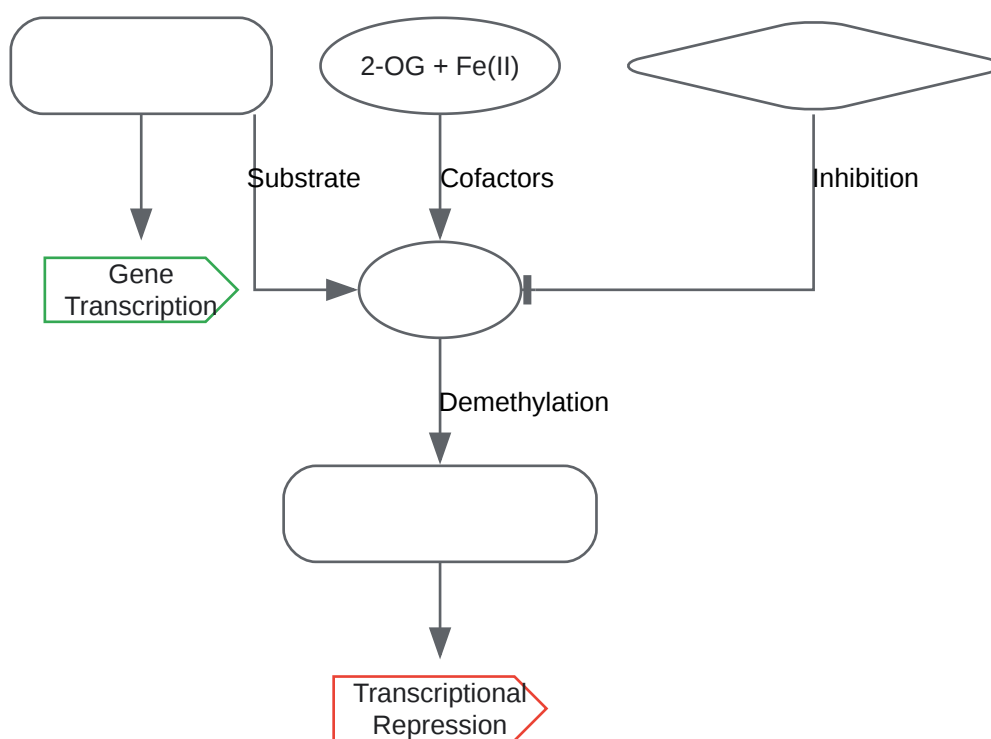 2-OG + Fe(II)
Substrate
Cofactors
Inhibition
Gene
Transcription
Demethylation
Transcriptional
Repression